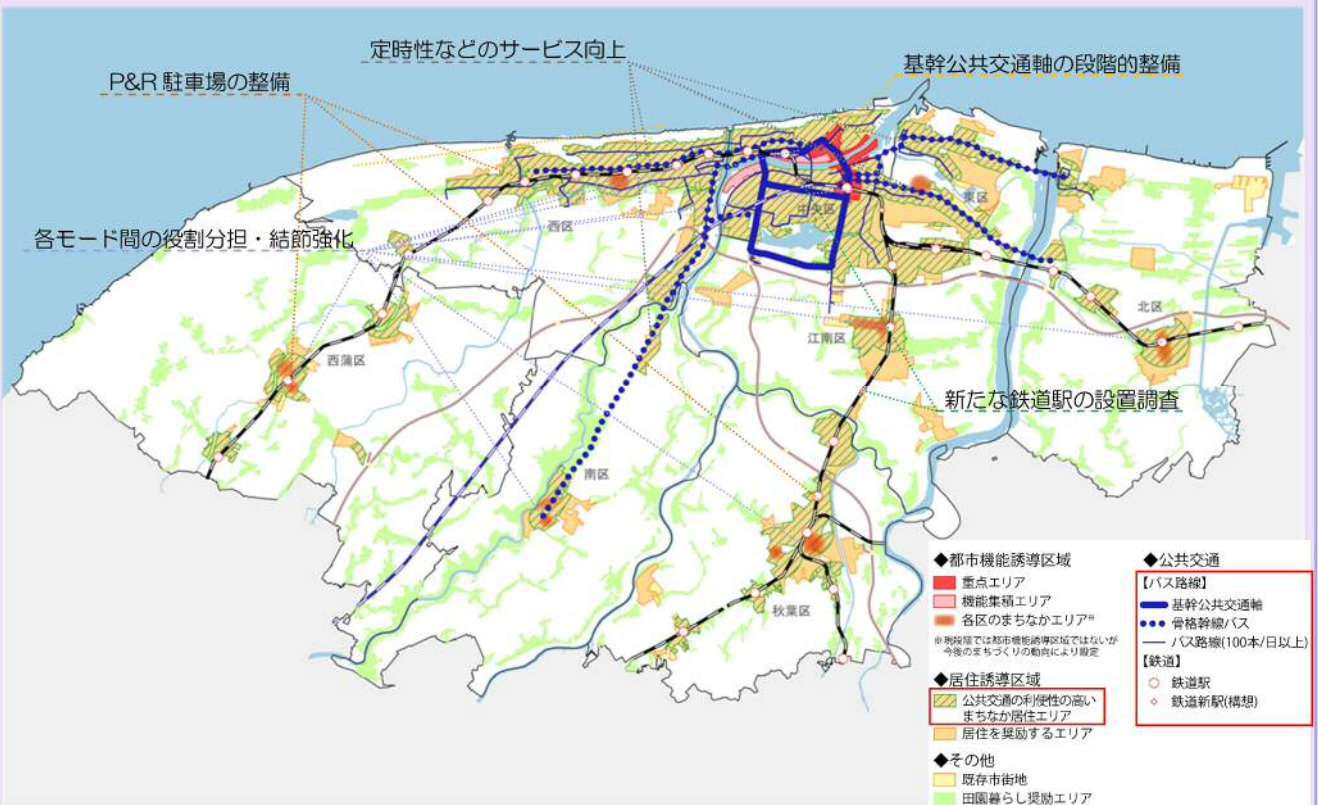 定時性などのサービス向上
基幹公共交通軸の段階的整備
P&R 駐車場の整備
各モード間の役割分担・結節強化
西区
中央区
東区
北区
江南区
西蒲区
新たな鉄道駅の設置調査
南区
秋葉区
◆都市機能誘導区域
重点エリア
機能集積エリア
各区のまちなかエリア※
※現段階では都市機能誘導区域ではないが
今後のまちづくりの動向により設定
◆居住誘導区域
公共交通の利便性の高い
まちなか居住エリア
居住を奨励するエリア
◆その他
既存市街地
田園暮らし奨励エリア
◆公共交通
【バス路線】
基幹公共交通軸
骨格幹線バス
バス路線(100本/日以上)
【鉄道】
鉄道駅
鉄道新駅(構想)